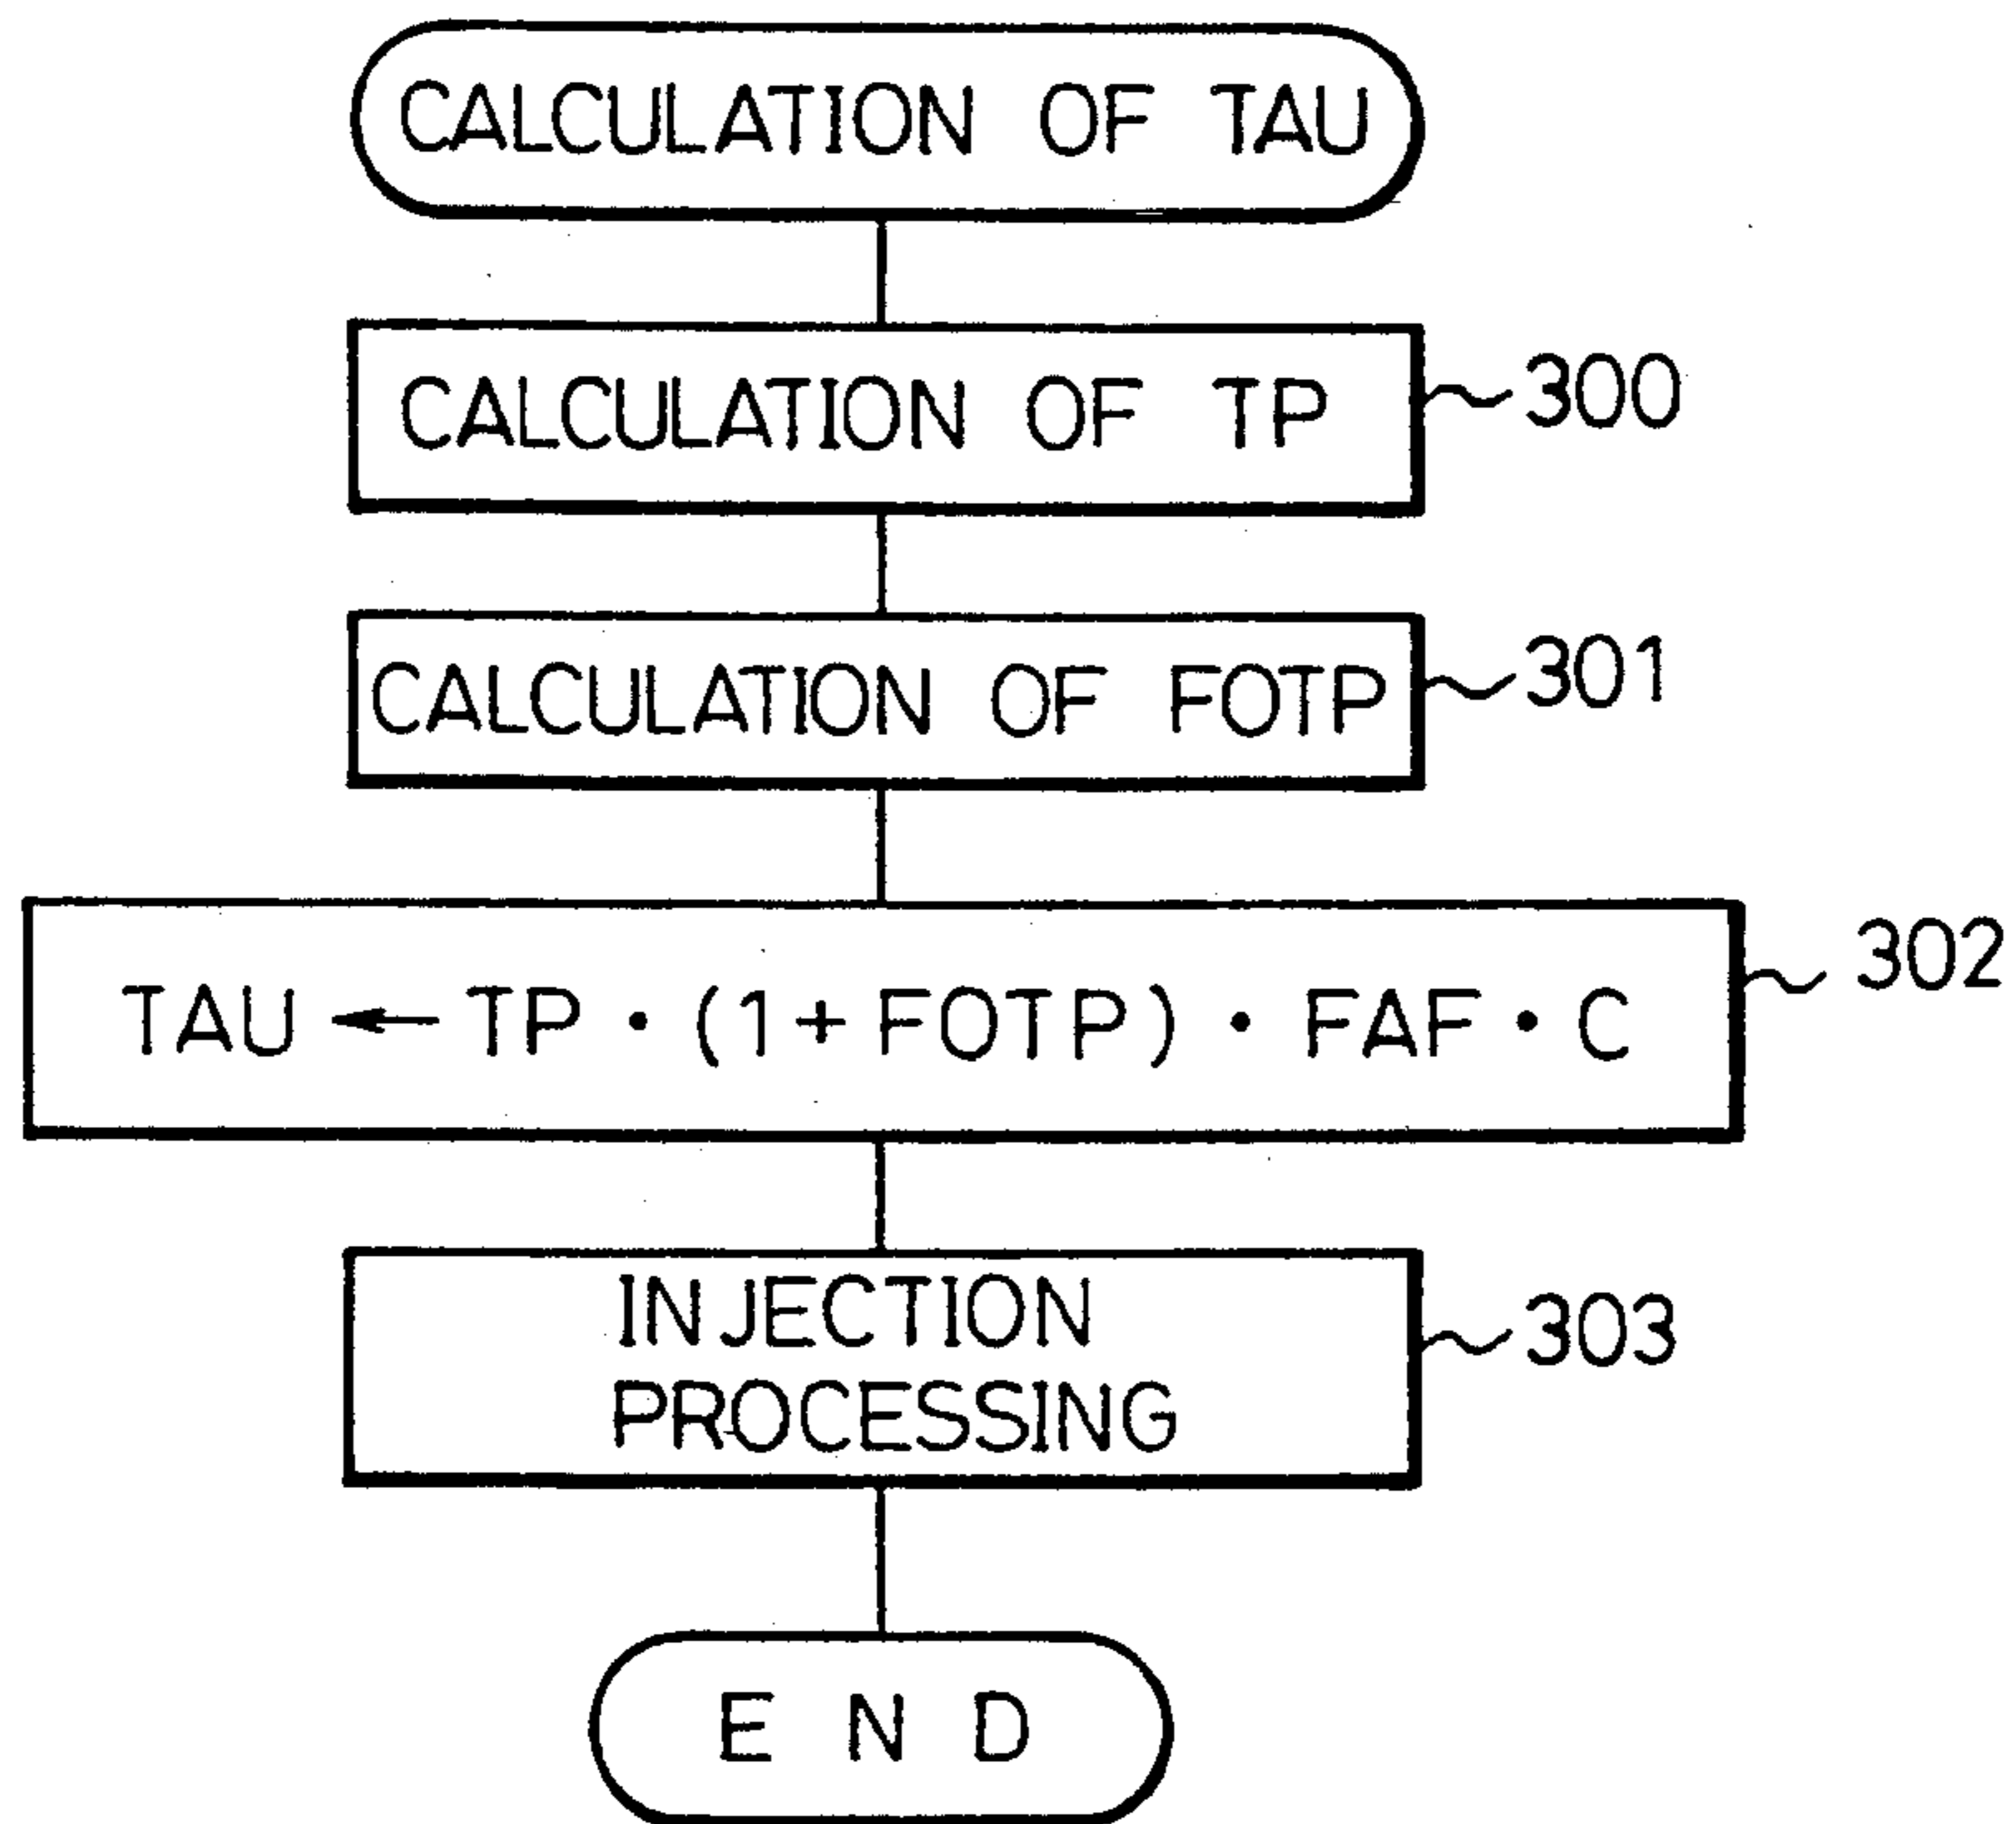 CALCULATION OF TAU
CALCULATION OF TP
300
CALCULATION OF FOTP
301
302
TAU ← TP · (1 + FOTP) · FAF · C
INJECTION
PROCESSING
303
END